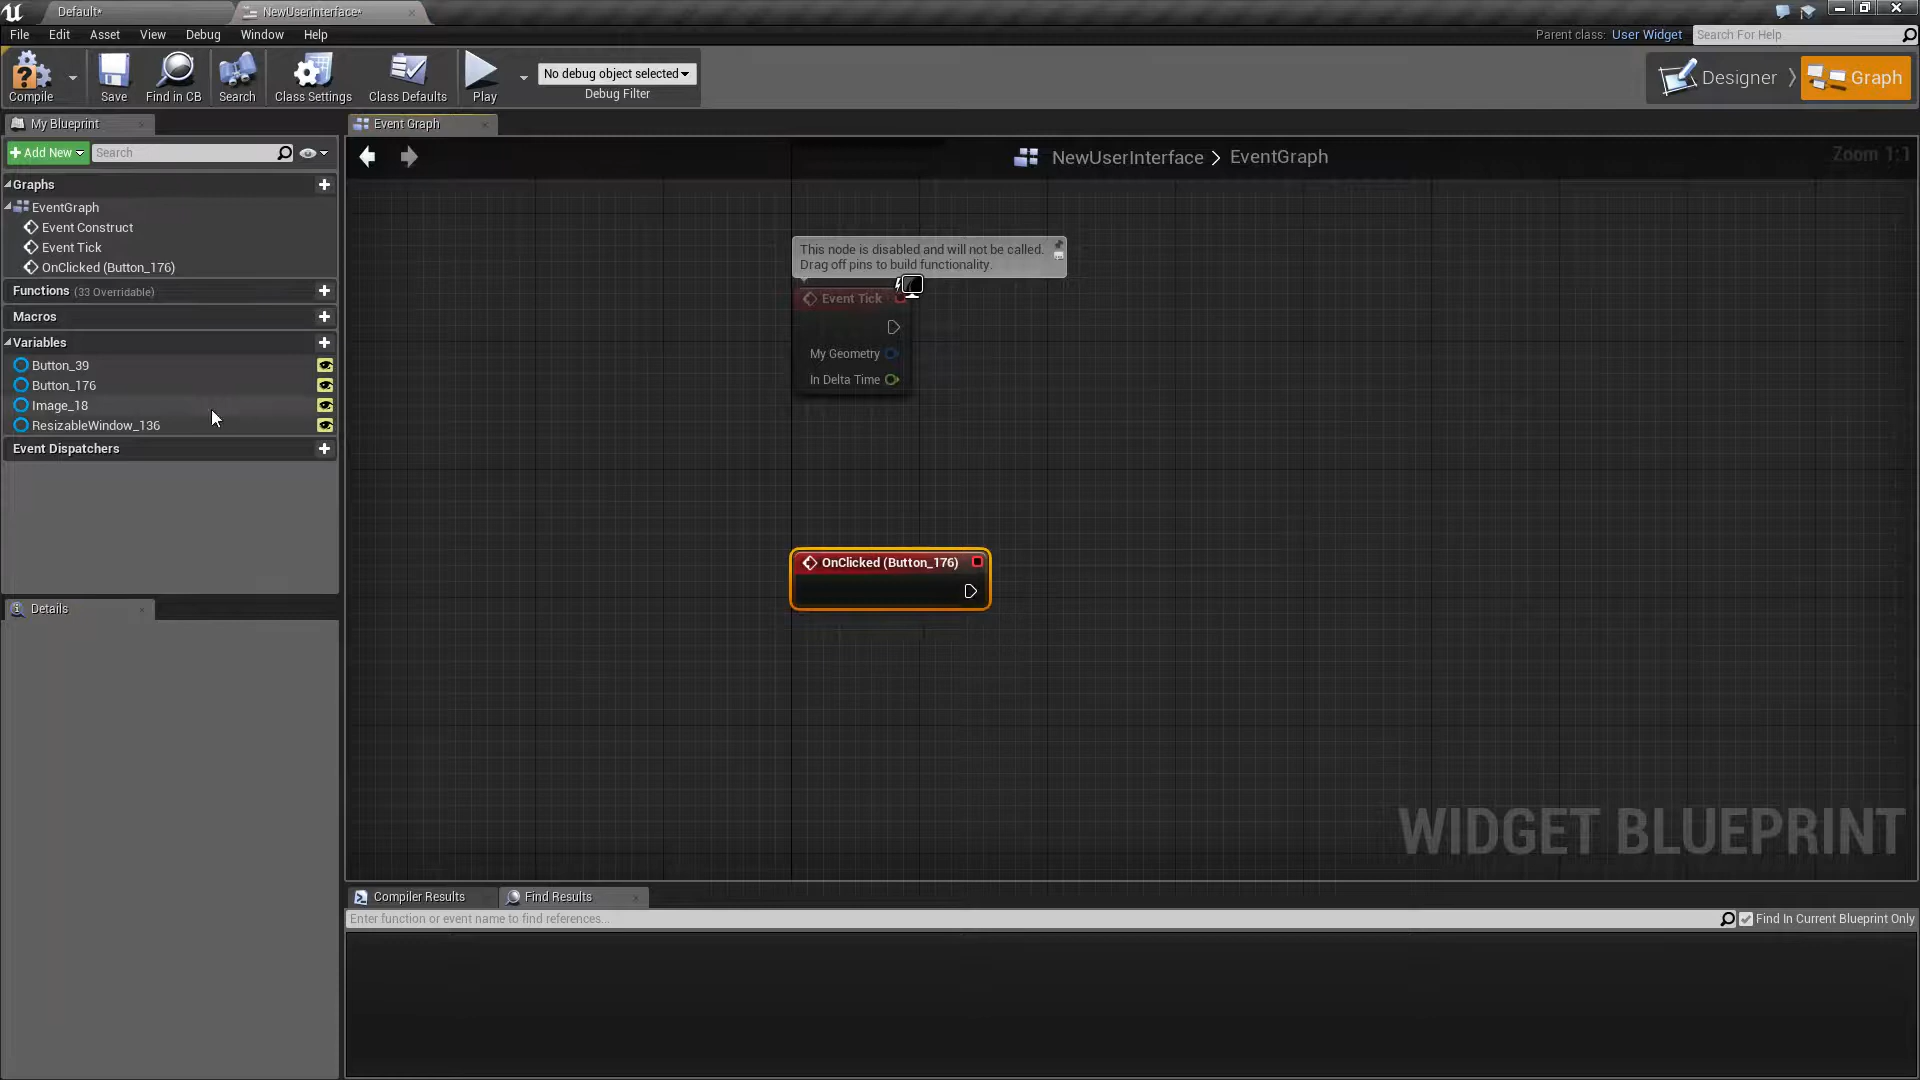 Default*
NewUserInterface*
File Edit Asset View Debug Window Help
Parent class: User Widget
Search For Help
Compile
Save
Find in CB
Search
Class Settings
Class Defaults
Play
No debug object selected
Debug Filter
Designer
Graph
My Blueprint
Event Graph
Add New
Search
NewUserInterface > EventGraph
Zoom 1:1
Graphs
EventGraph
Event Construct
Event Tick
OnClicked (Button_176)
Functions (33 Overridable)
Macros
Variables
Button_39
Button_176
Image_18
ResizableWindow_136
Event Dispatchers
Details
This node is disabled and will not be called.
Drag off pins to build functionality.
Event Tick
My Geometry
In Delta Time
OnClicked (Button_176)
WIDGET BLUEPRINT
Compiler Results
Find Results
Enter function or event name to find references...
Find In Current Blueprint Only